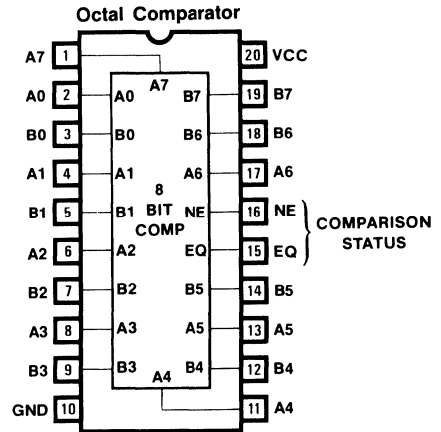 Octal Comparator
A7 1 20 VCC
A7
A0 2 A0 B7 19 B7
B0 3 B0 B6 18 B6
A1 4 A1 A6 17 A6
8
B1 5 B1 BIT NE 16 NE
COMP
COMPARISON
STATUS
A2 6 A2 EQ 15 EQ
B2 7 B2 B5 14 B5
A3 8 A3 A5 13 A5
B3 9 B3 B4 12 B4
A4
GND 10 11 A4